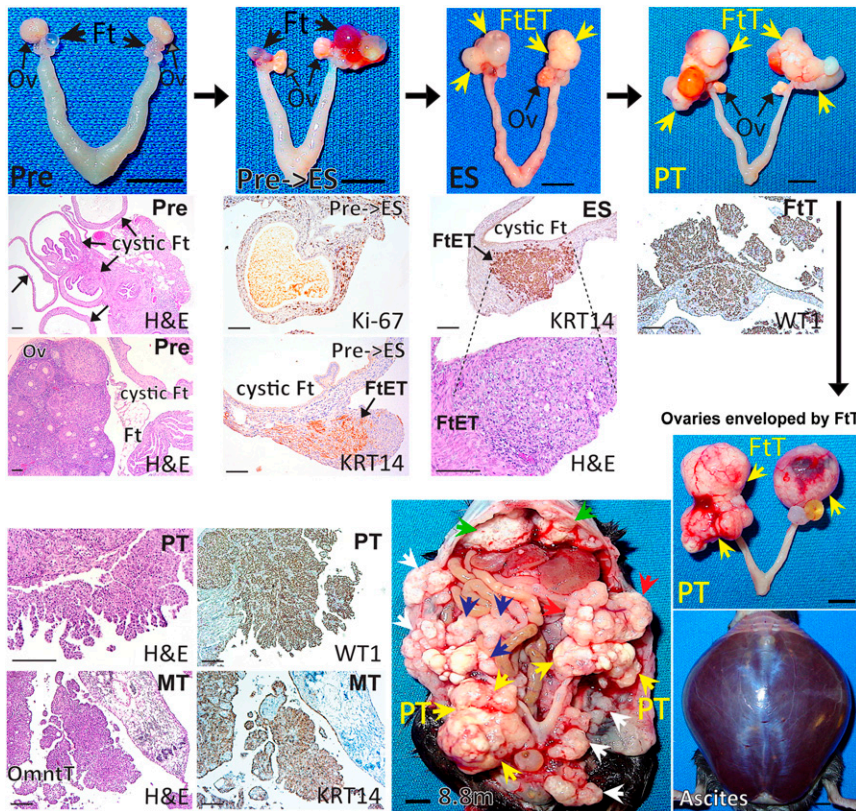 Ft
Ov
Ov
Pre
Ft
Ov
Pre->ES
FtET
Ov
ES
FtT
Ov
PT
Pre
cystic Ft
H&E
Pre->ES
Ki-67
ES
cystic Ft
FtET
KRT14
FtT
WT1
Ov
Pre
cystic Ft
Ft
H&E
Pre->ES
cystic Ft
FtET
KRT14
FtET
H&E
Ovaries enveloped by FtT
FtT
PT
PT
H&E
PT
WT1
MT
OmntT
H&E
MT
KRT14
PT
PT
8.8m
Ascites